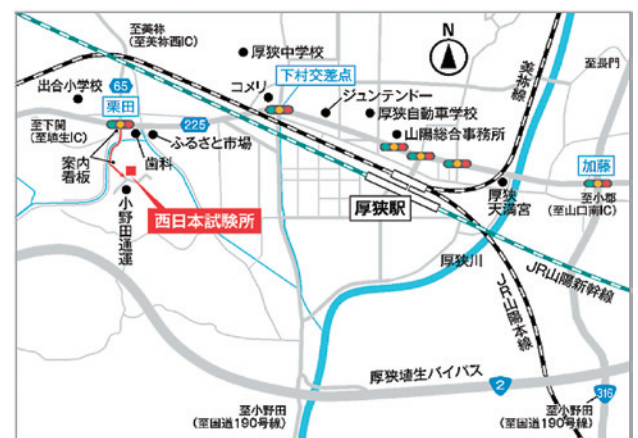 至美祢
(至美祢西IC)
N
厚狭中学校
出合小学校
65
コメリ
下村交差点
ジュンテンドー
至長門
美祢線
栗田
厚狭自動車学校
至下関
(至埴生IC)
225
ふるさと市場
山陽総合事務所
案内
看板
歯科
加藤
西日本試験所
小野田通運
厚狭駅
厚狭
天満宮
至小郡
(至山口南IC)
厚狭川
JR山陽新幹線
JR山陽本線
厚狭埴生バイパス
2
316
至小野田
(至国道190号線)
至小野田
(至国道190号線)